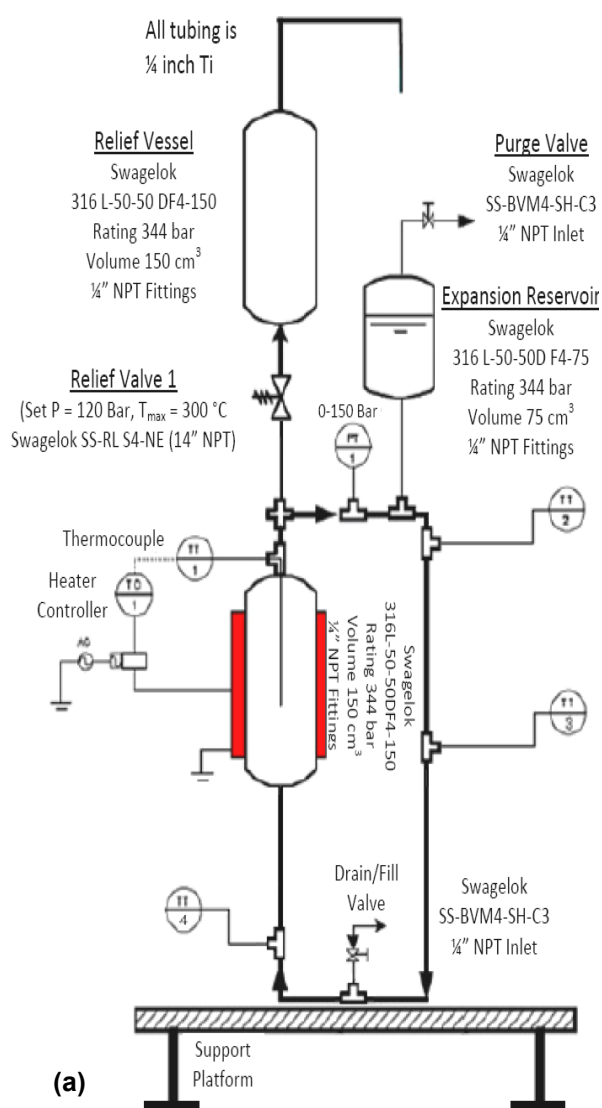 All tubing is
¼ inch Ti
Relief Vessel
Swagelok
316 L-50-50 DF4-150
Rating 344 bar
Volume 150 cm³
¼” NPT Fittings
Purge Valve
Swagelok
SS-BVM4-SH-C3
¼” NPT Inlet
Expansion Reservoir
Swagelok
316 L-50-50D F4-75
Rating 344 bar
Volume 75 cm³
¼” NPT Fittings
Relief Valve 1
(Set P = 120 Bar, Tmax = 300 °C
Swagelok SS-RL S4-NE (14” NPT)
0-150 Bar
PT
1
TT
2
Thermocouple
TT
1
Heater
Controller
1
Swagelok
316L-50-50DF4-150
Rating 344 bar
Volume 150 cm³
¼” NPT Fittings
TT
3
Drain/Fill
Valve
TT
4
Swagelok
SS-BVM4-SH-C3
¼” NPT Inlet
Support
Platform
(a)